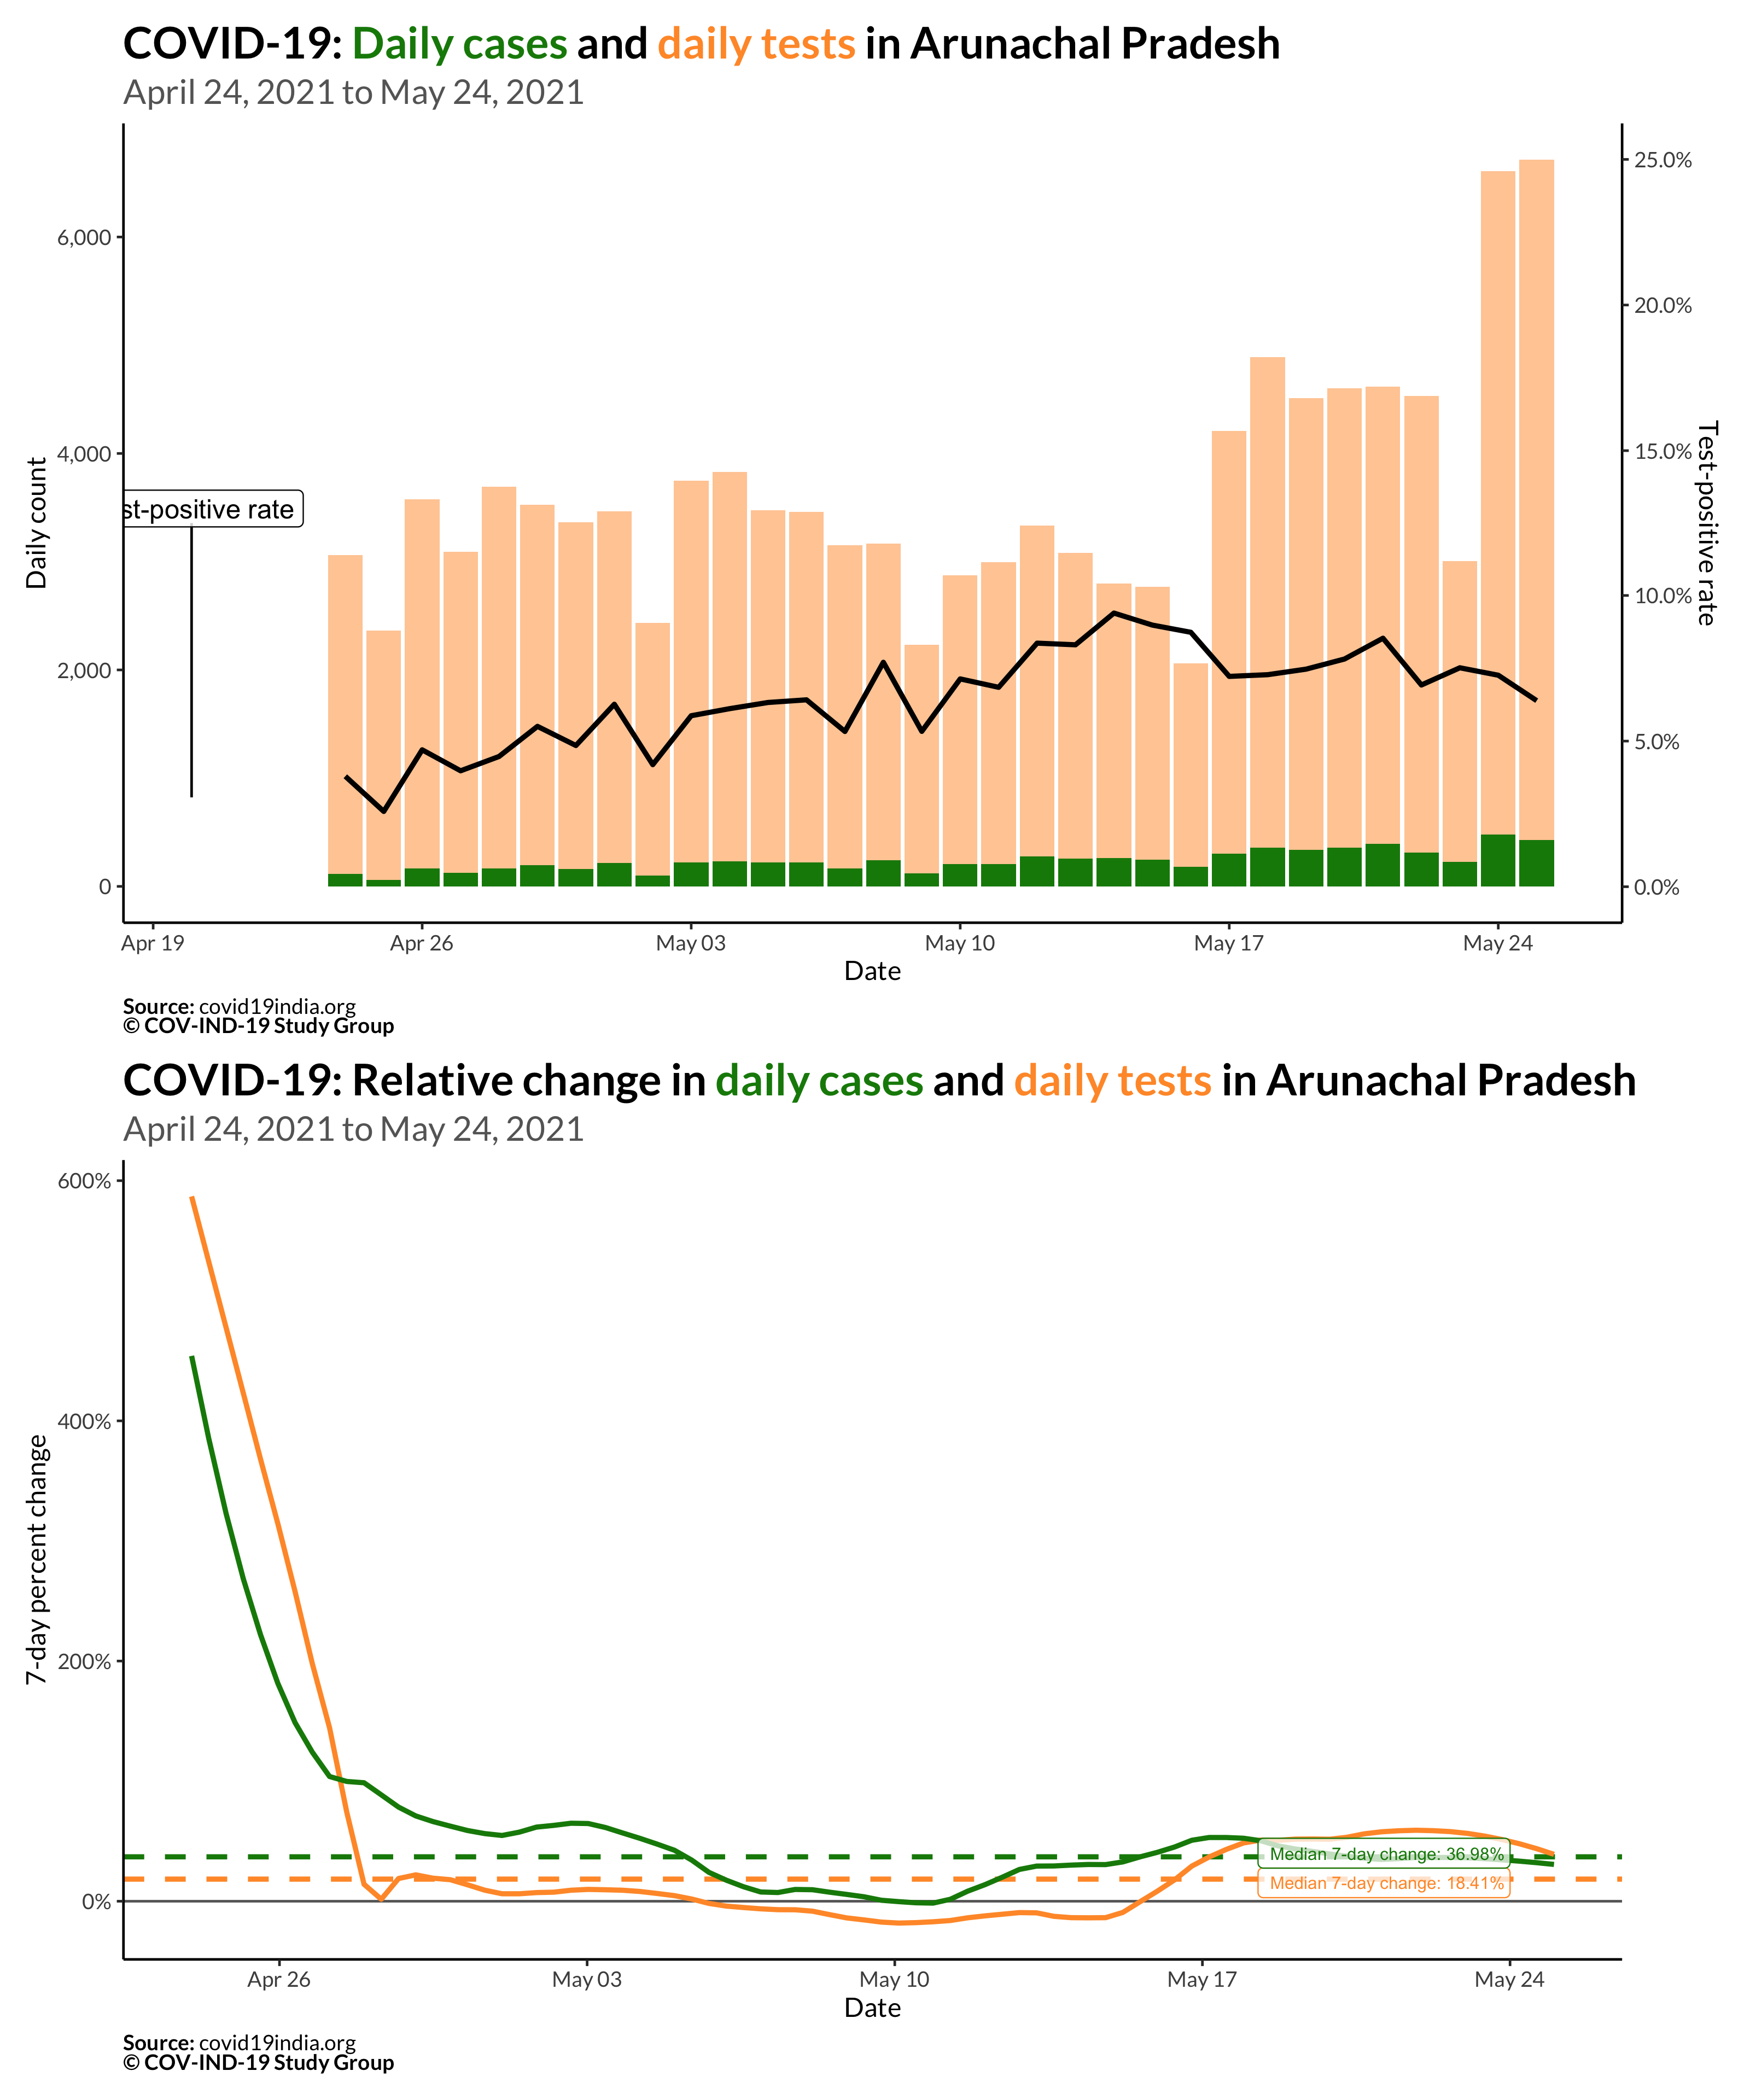 COVID-19: Daily cases and daily tests in Arunachal Pradesh
April 24, 2021 to May 24, 2021
25.0%
6,000
20.0%
4,000
15.0%
st-positive rate
Daily count
Test-positive rate
10.0%
2,000
5.0%
0
0.0%
Apr 19 Apr 26 May 03 May 10 May 17 May 24
Date
Source: covid19india.org
© COV-IND-19 Study Group
COVID-19: Relative change in daily cases and daily tests in Arunachal Pradesh
April 24, 2021 to May 24, 2021
600%
400%
7-day percent change
200%
Median 7-day change: 36.98%
Median 7-day change: 18.41%
0%
Apr 26 May 03 May 10 May 17 May 24
Date
Source: covid19india.org
© COV-IND-19 Study Group